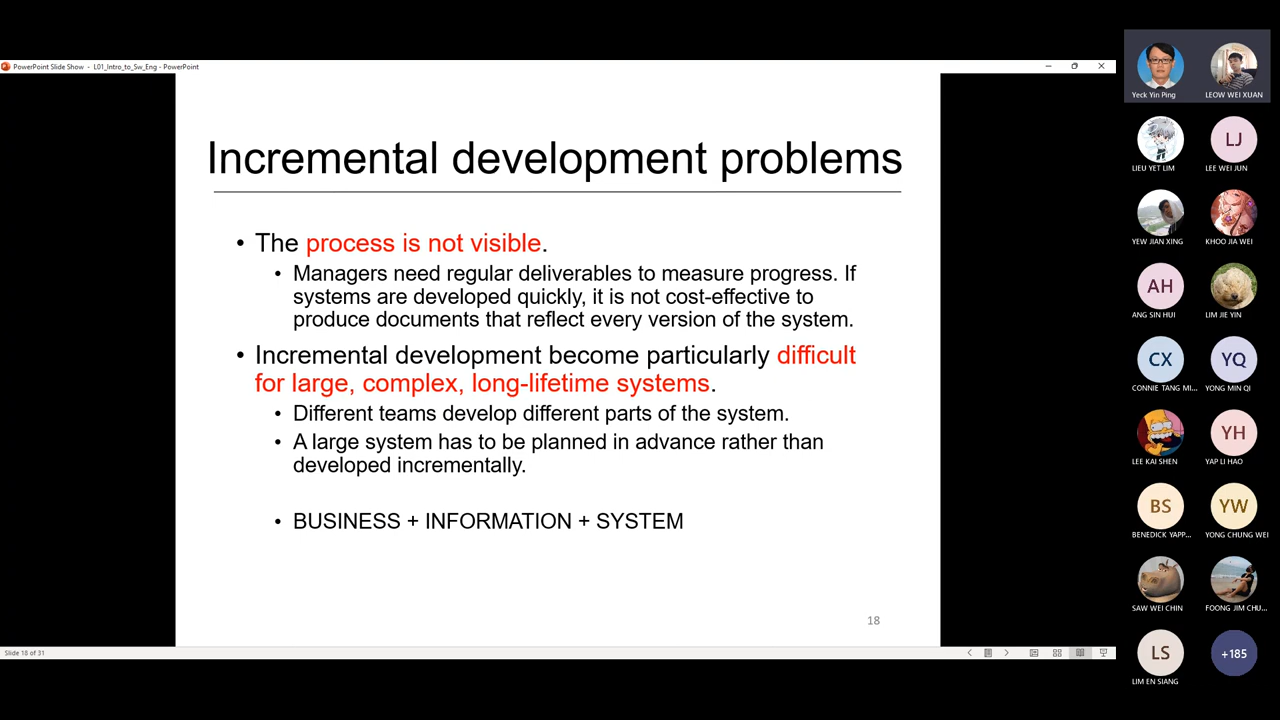 PowerPoint Slide Show - L01_Intro_to_Sw_Eng - PowerPoint
Incremental development problems
• The process is not visible.
• Managers need regular deliverables to measure progress. If
systems are developed quickly, it is not cost-effective to
produce documents that reflect every version of the system.
• Incremental development become particularly difficult
for large, complex, long-lifetime systems.
• Different teams develop different parts of the system.
• A large system has to be planned in advance rather than
developed incrementally.
• BUSINESS + INFORMATION + SYSTEM
18
Slide 18 of 31
Yeck Yin Ping
LEOW WEI XUAN
LIEU YET LIM
LJ
LEE WEI JUN
YEW JIAN XING
KHOO JIA WEI
AH
ANG SIN HUI
LIM JIE YIN
CX
CONNIE TANG MI...
YQ
YONG MIN QI
LEE KAI SHEN
YH
YAP LI HAO
BS
BENEDICK YAPP...
YW
YONG CHUNG WEI
SAW WEI CHIN
FOONG JIM CHU...
LS
LIM EN SIANG
+185